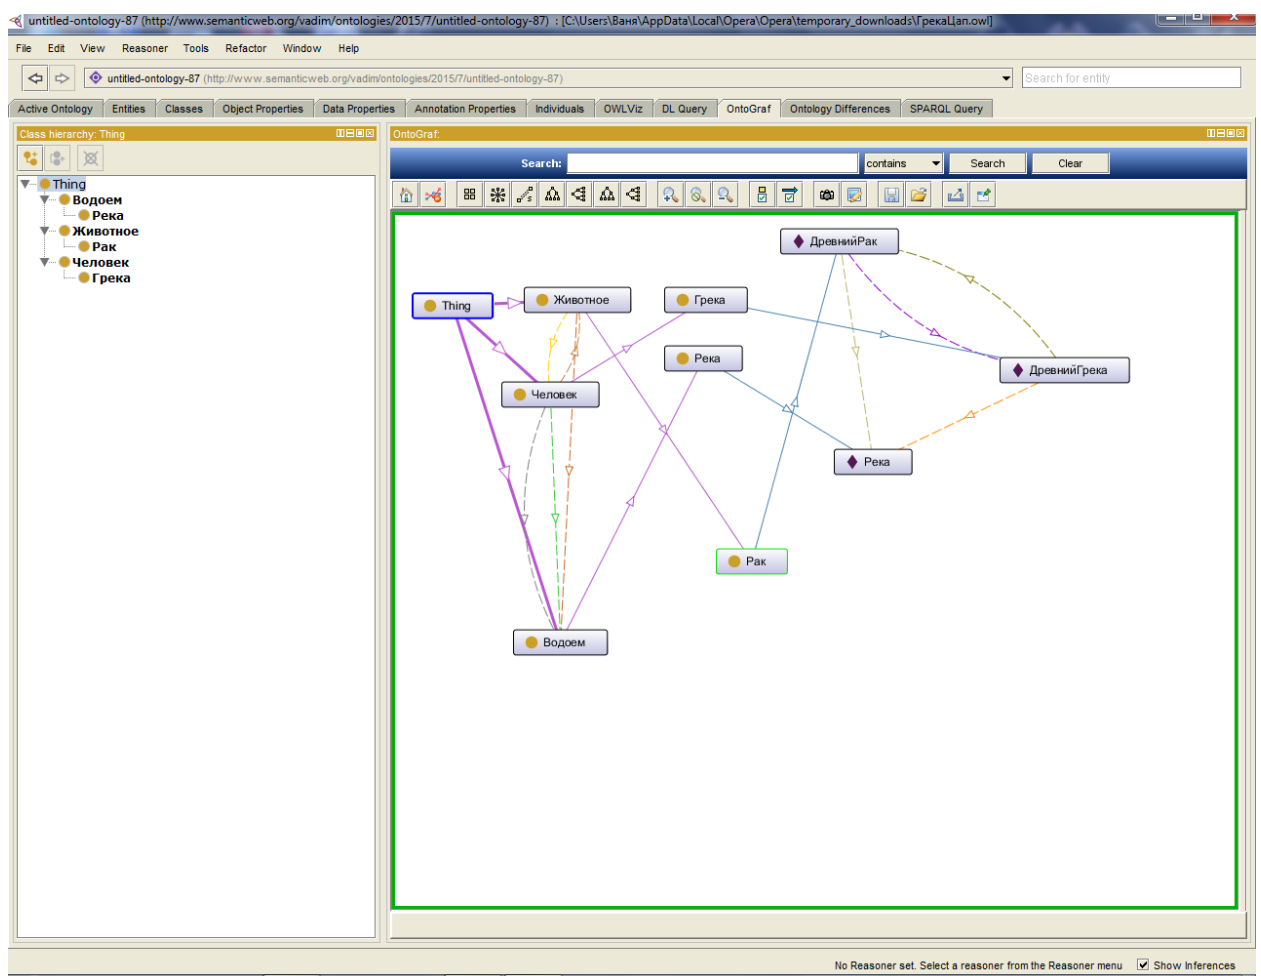 untitled-ontology-87 (http://www.semanticweb.org/vadim/ontologies/2015/7/untitled-ontology-87) : [C:\Users\Ваня\AppData\Local\Opera\Opera\temporary_downloads\ГрекаЦап.owl]
File Edit View Reasoner Tools Refactor Window Help
untitled-ontology-87 (http://www.semanticweb.org/vadim/ontologies/2015/7/untitled-ontology-87) Search for entity
Active Ontology Entities Classes Object Properties Data Properties Annotation Properties Individuals OWLViz DL Query OntoGraf Ontology Differences SPARQL Query
Class hierarchy: Thing
Thing
Водоем
Река
Животное
Рак
Человек
Грека
OntoGraf:
Search: contains Search Clear
ДревнийРак
Thing
Животное
Грека
Река
ДревнийГрека
Человек
Река
Рак
Водоем
No Reasoner set. Select a reasoner from the Reasoner menu Show Inferences